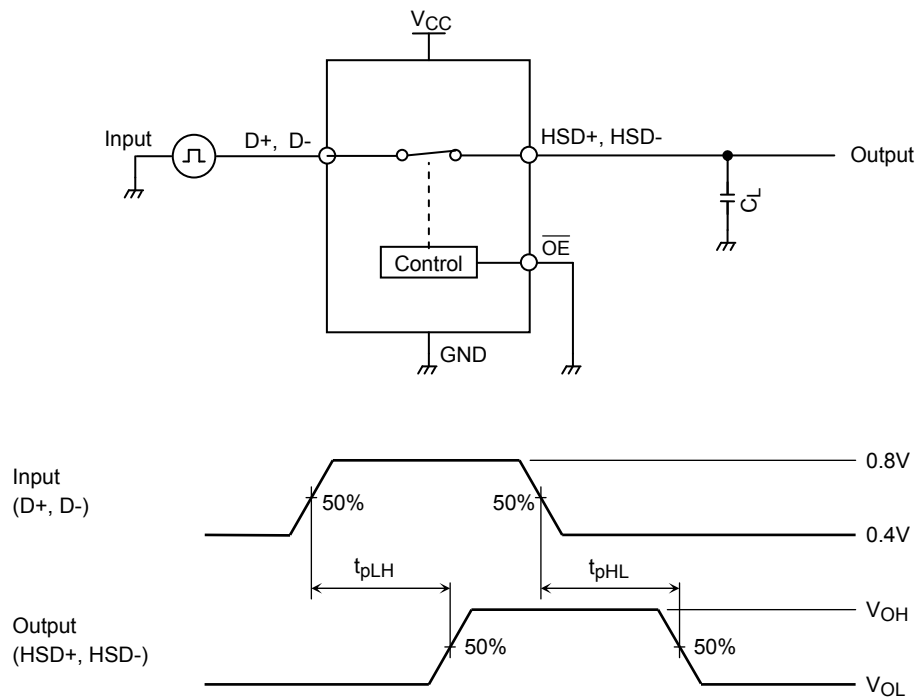 VCC
Input
D+, D-
HSD+, HSD-
Output
CL
OE
Control
GND
Input
(D+, D-)
50%
50%
0.8V
0.4V
tpLH
tpHL
Output
(HSD+, HSD-)
50%
50%
VOH
VOL